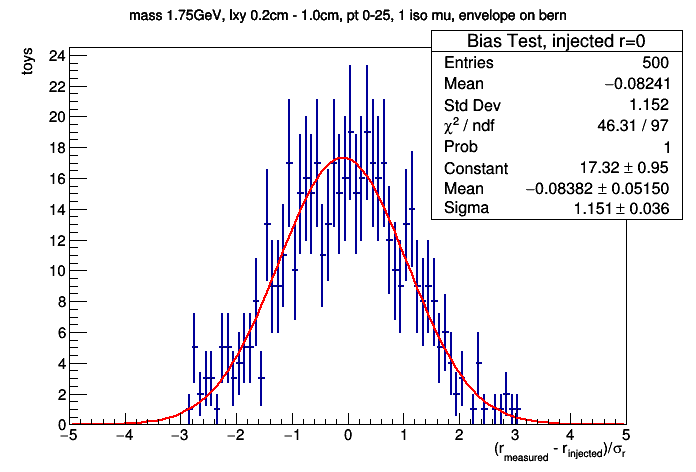 mass 1.75GeV, lxy 0.2cm - 1.0cm, pt 0-25, 1 iso mu, envelope on bern
toys
Bias Test, injected r=0
Entries 500
Mean −0.08241
Std Dev 1.152
χ² / ndf 46.31 / 97
Prob 1
Constant 17.32 ± 0.95
Mean −0.08382 ± 0.05150
Sigma 1.151 ± 0.036
24
22
20
18
16
14
12
10
8
6
4
2
0
−5 −4 −3 −2 −1 0 1 2 3 4 5
(r_measured - r_injected)/σ_r